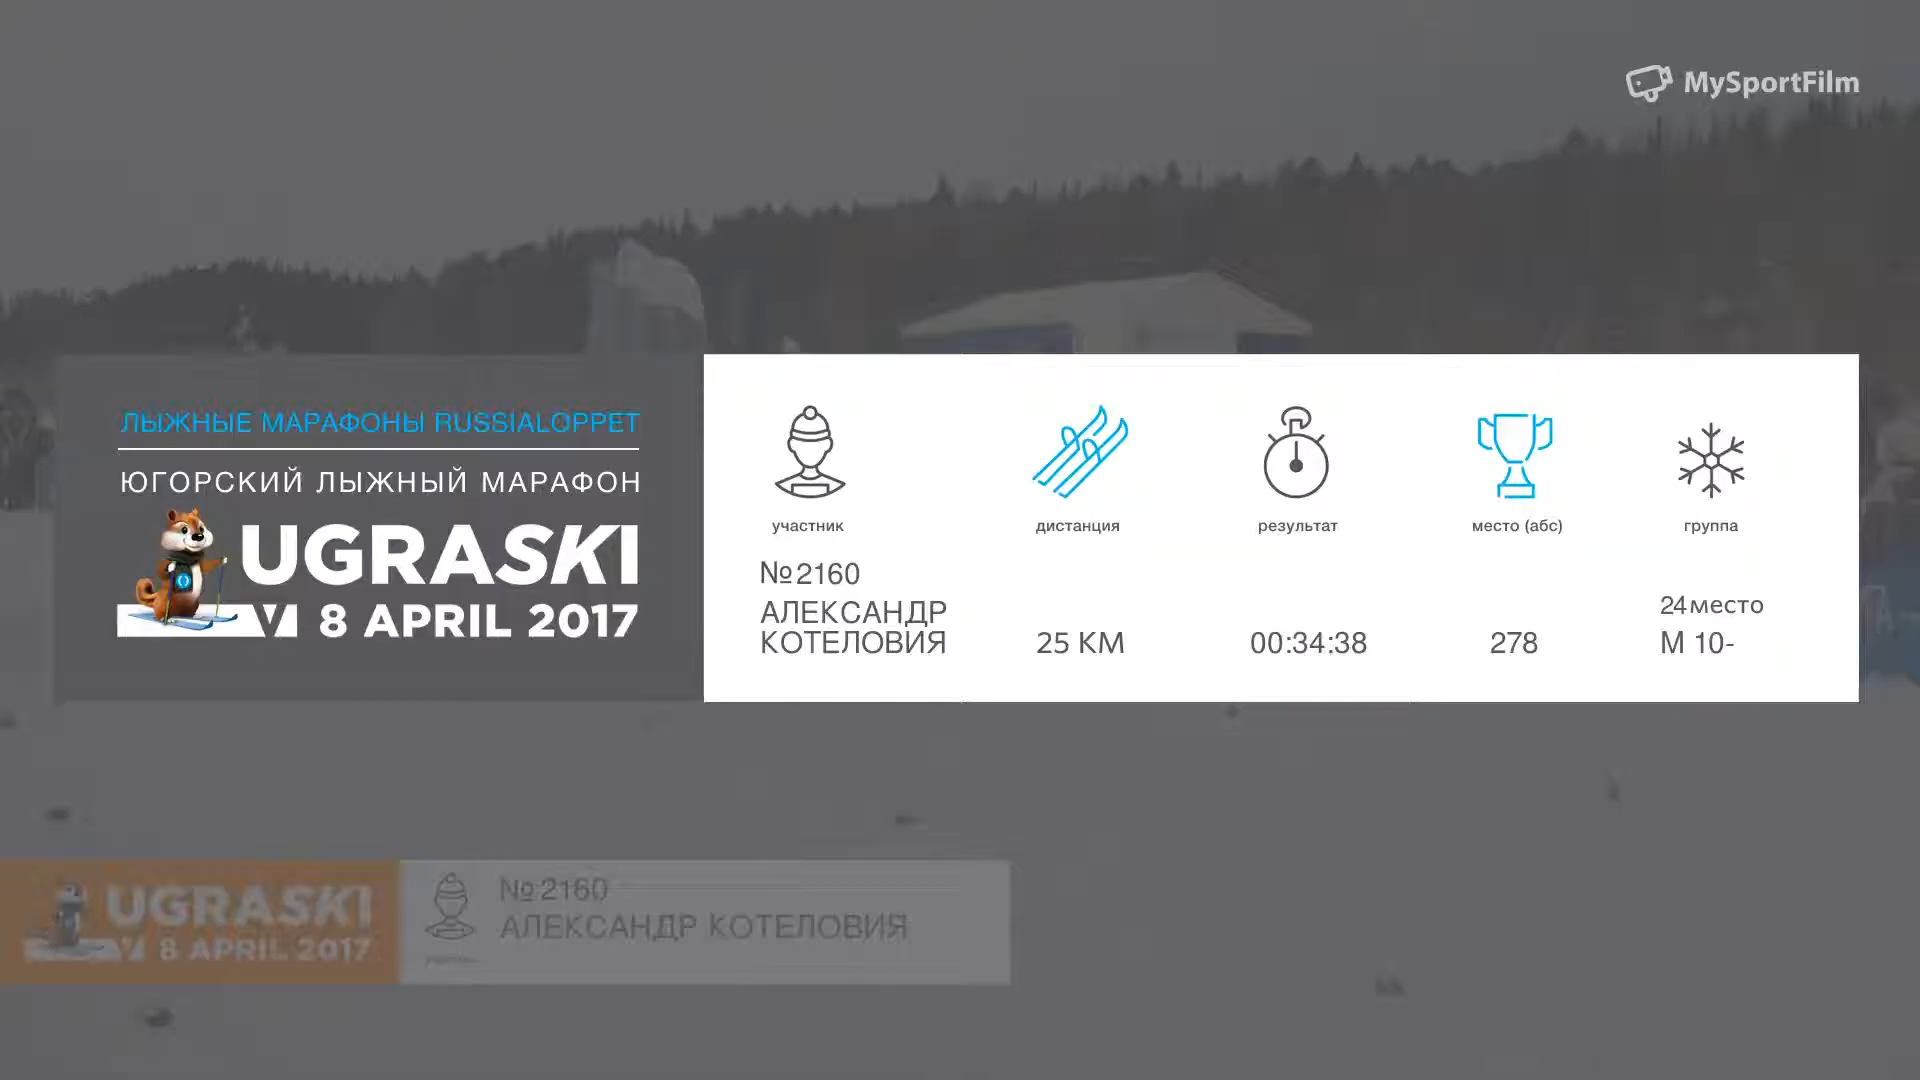 MySportFilm
ЛЫЖНЫЕ МАРАФОНЫ RUSSIALOPPET
ЮГОРСКИЙ ЛЫЖНЫЙ МАРАФОН
UGRASKI
8 APRIL 2017
участник
№2160
АЛЕКСАНДР
КОТЕЛОВИЯ
дистанция
25 КМ
результат
00:34:38
место (абс)
278
группа
24место
М 10-
UGRASKI
8 APRIL 2017
№2160
АЛЕКСАНДР КОТЕЛОВИЯ